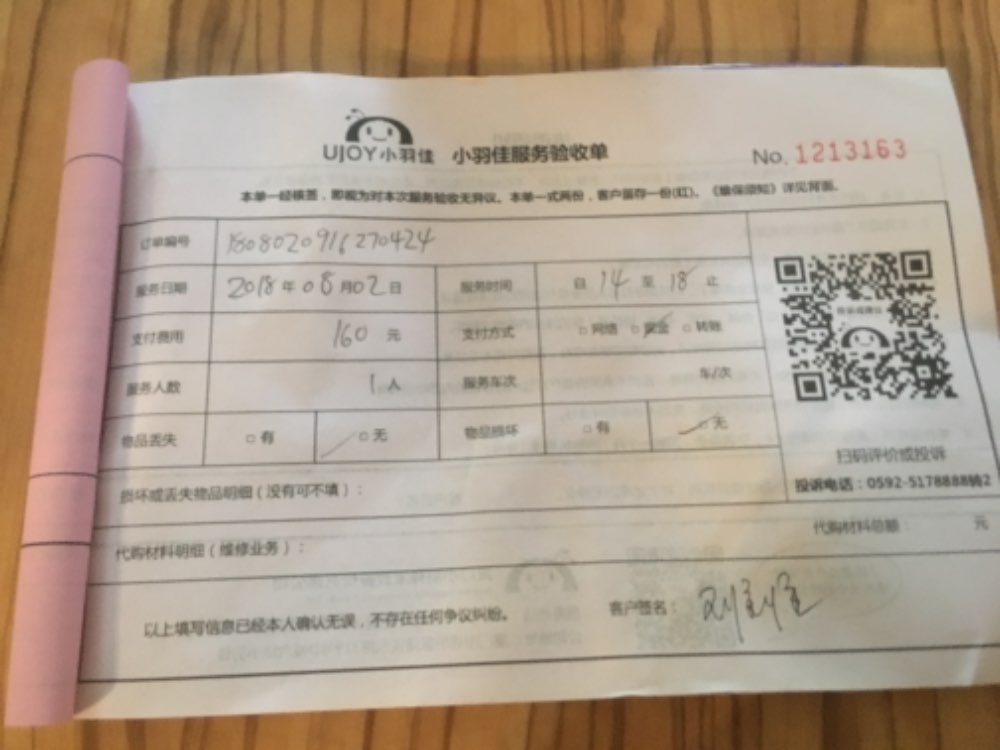 UJOY小羽佳 小羽佳服务验收单 No. 1213163
本单一经核签，即视为对本次服务验收无异议。本单一式两份，客户留存一份(红)。《维保须知》详见背面。
订单编号 1808020916270424
服务日期 2018年08月02日 服务时间 自 14 至 18 止
支付费用 160 元 支付方式 □网络 □现金 □转账
服务人数 1人 服务车次 车/次
物品丢失 □有 □无 物品损坏 □有 □无
扫码评价或投诉
投诉电话：0592-5178888转2
损坏或丢失物品明细（没有可不填）：
代购材料明细（维修业务）： 代购材料总额： 元
以上填写信息已经本人确认无误，不存在任何争议纠纷。 客户签名：